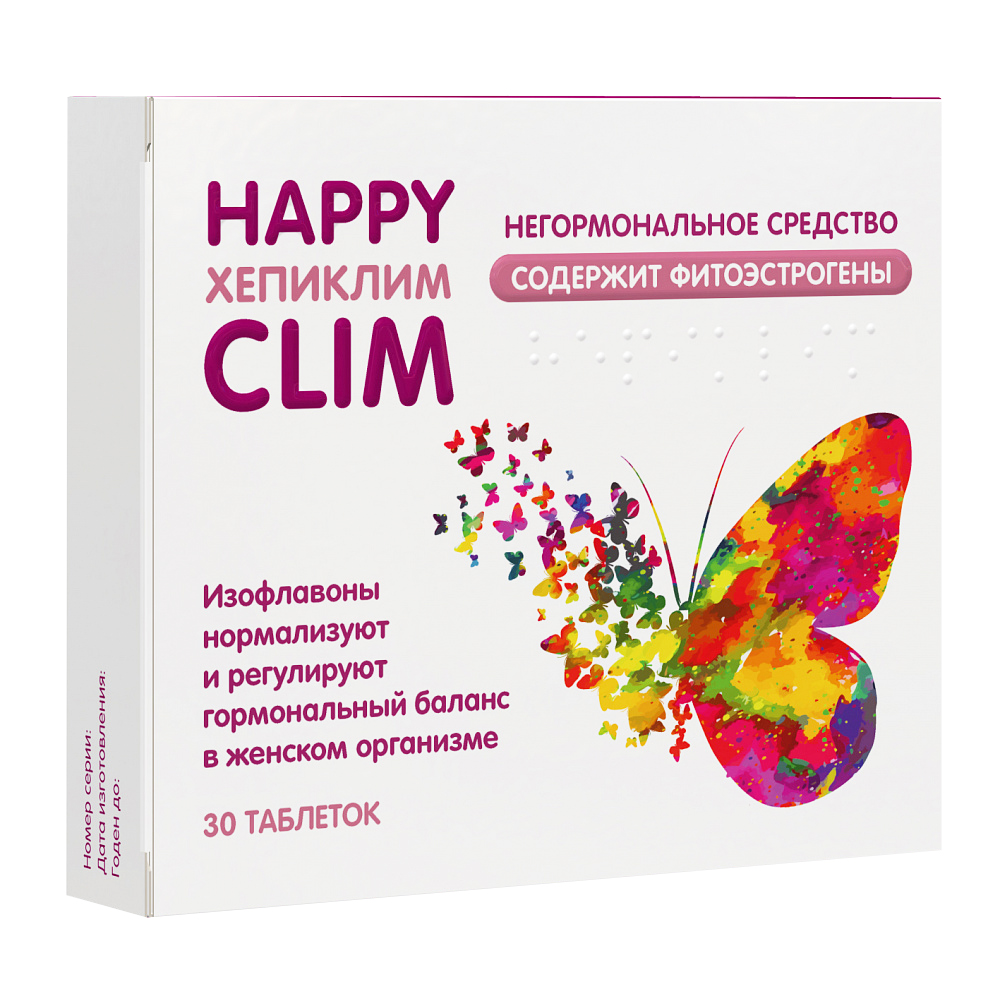 HAPPY
ХЕПИКЛИМ
CLIM
НЕГОРМОНАЛЬНОЕ СРЕДСТВО
СОДЕРЖИТ ФИТОЭСТРОГЕНЫ
Изофлавоны
нормализуют
и регулируют
гормональный баланс
в женском организме
30 ТАБЛЕТОК
Номер серии:
Дата изготовления:
Годен до: